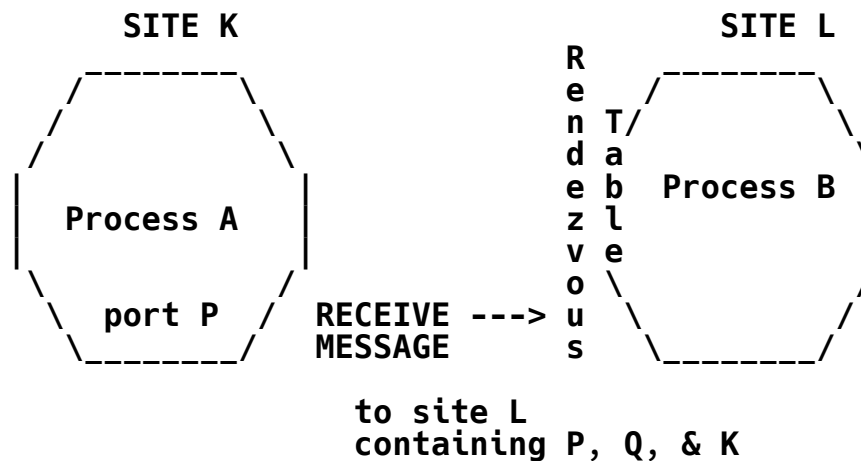 SITE K SITE L
Rendezvous
Table
Process A Process B
port P RECEIVE --->
MESSAGE
to site L
containing P, Q, & K